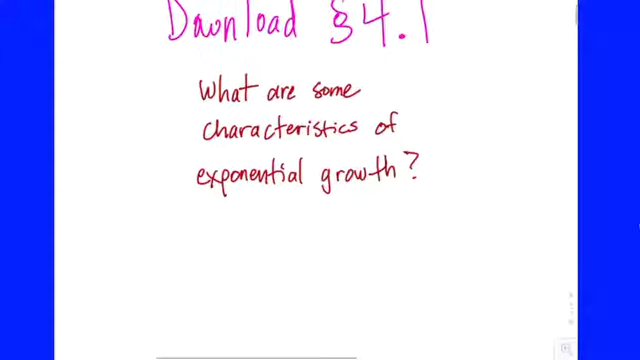 Download § 4.1
What are some
characteristics of
exponential growth?